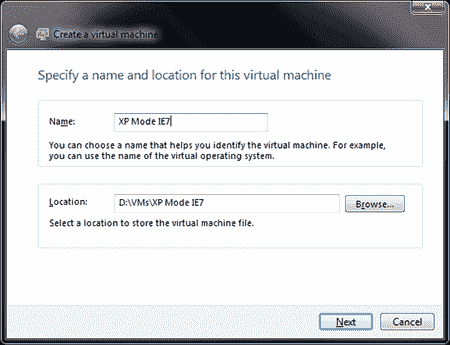 Create a virtual machine
Specify a name and location for this virtual machine
Name: XP Mode IE7
You can choose a name that helps you identify the virtual machine. For example,
you can use the name of the virtual operating system.
Location: D:\VMs\XP Mode IE7 Browse...
Select a location to store the virtual machine file.
Next Cancel